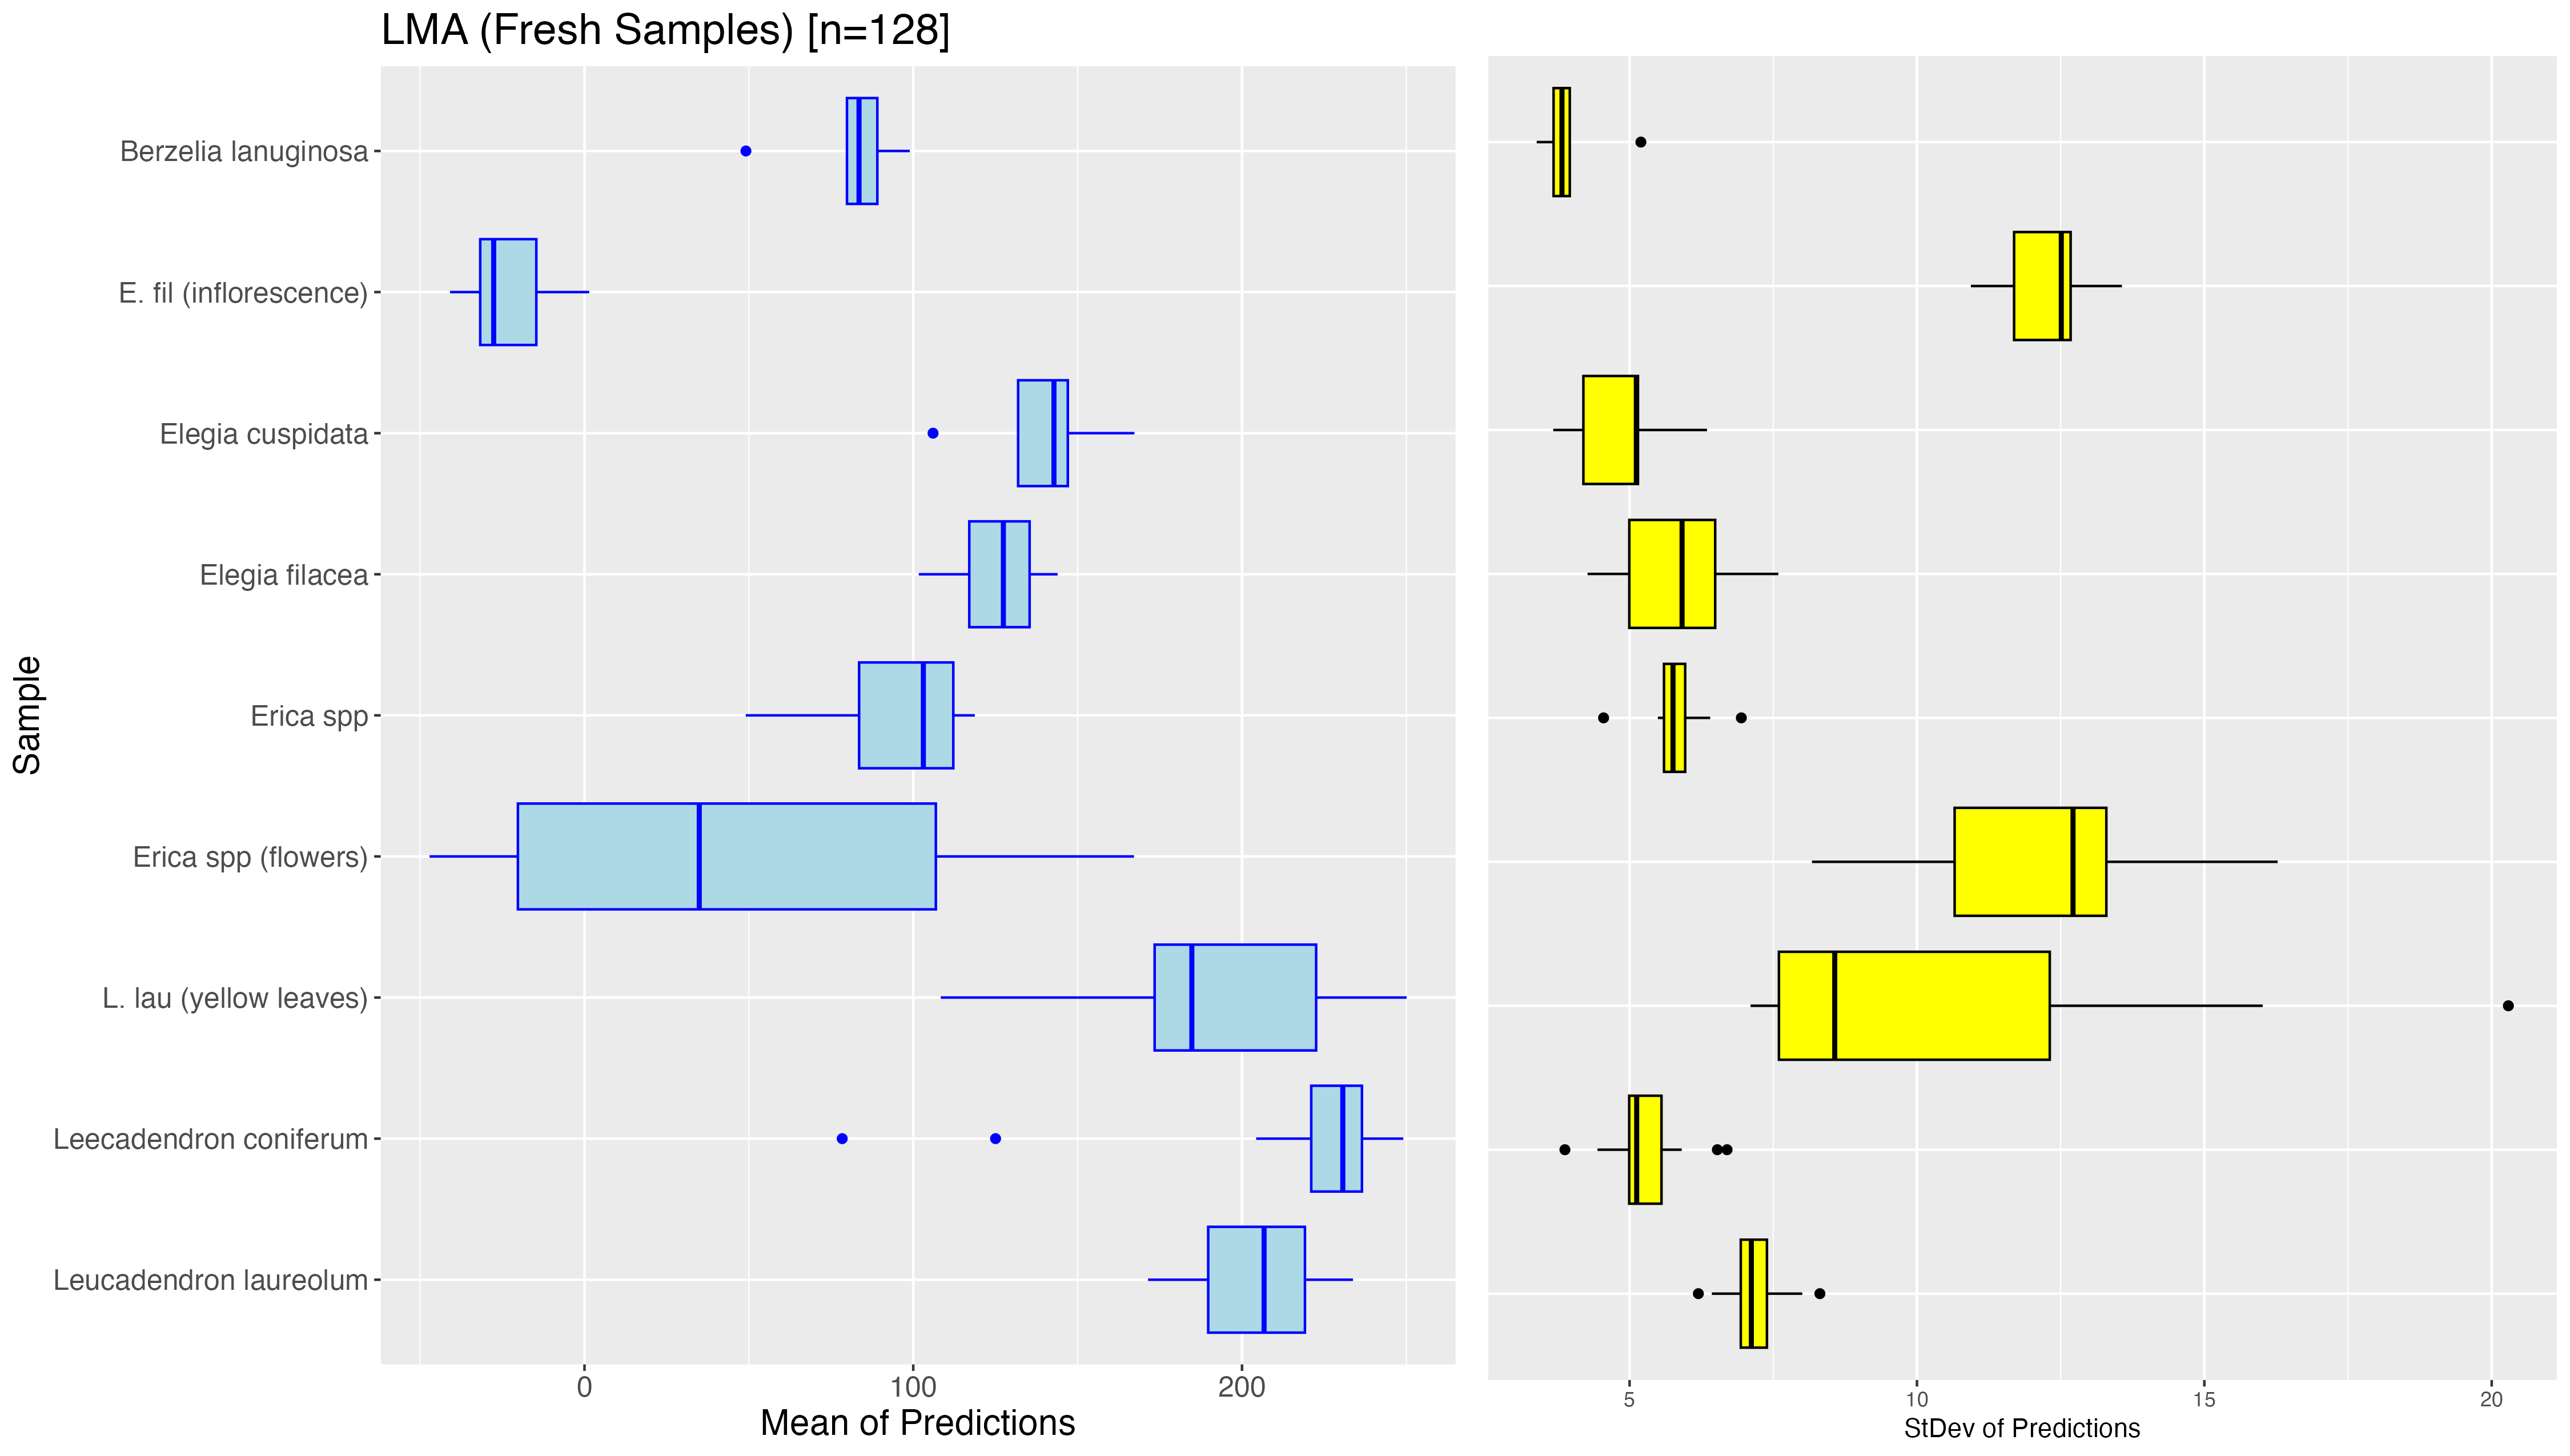 LMA (Fresh Samples) [n=128]
Sample
Berzelia lanuginosa
E. fil (inflorescence)
Elegia cuspidata
Elegia filacea
Erica spp
Erica spp (flowers)
L. lau (yellow leaves)
Leecadendron coniferum
Leucadendron laureolum
0 100 200
Mean of Predictions
5 10 15 20
StDev of Predictions